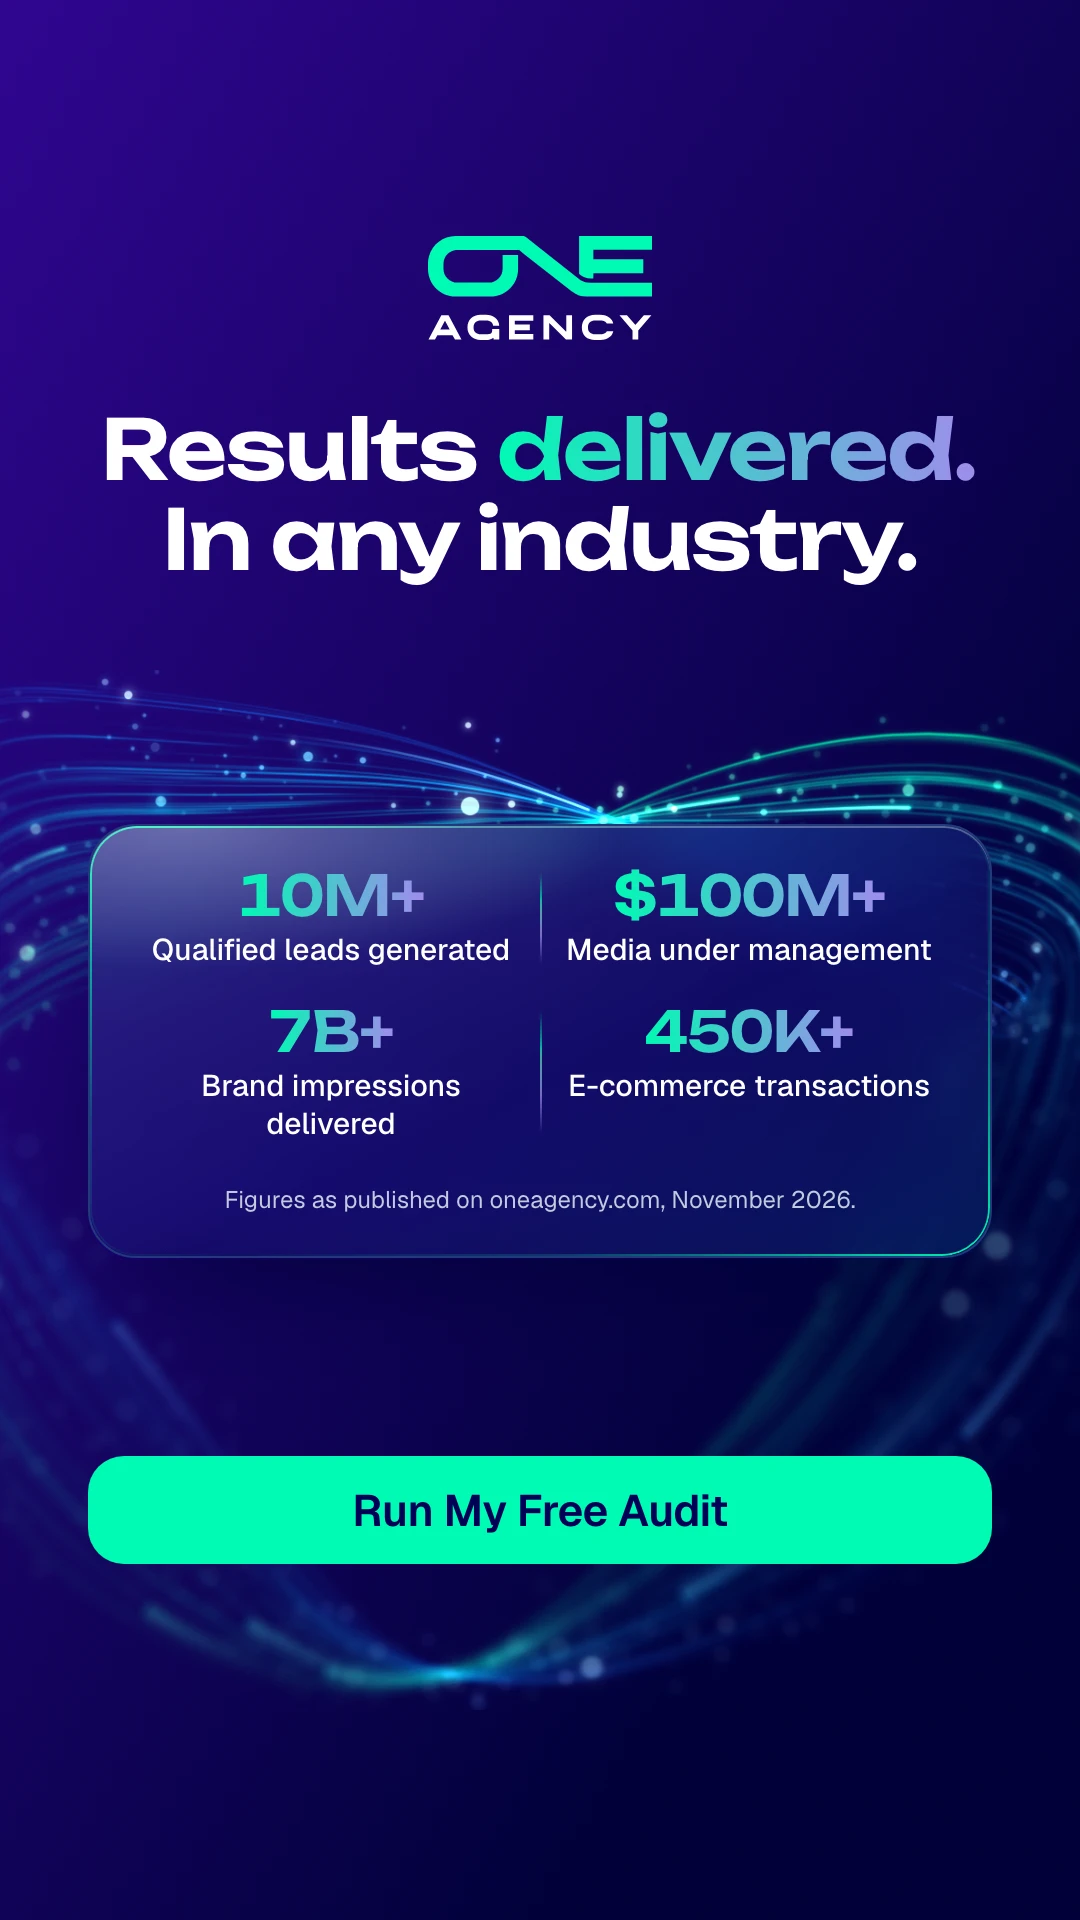 ONE
AGENCY
Results delivered.
In any industry.
10M+
Qualified leads generated
$100M+
Media under management
7B+
Brand impressions
delivered
450K+
E-commerce transactions
Figures as published on oneagency.com, November 2026.
Run My Free Audit